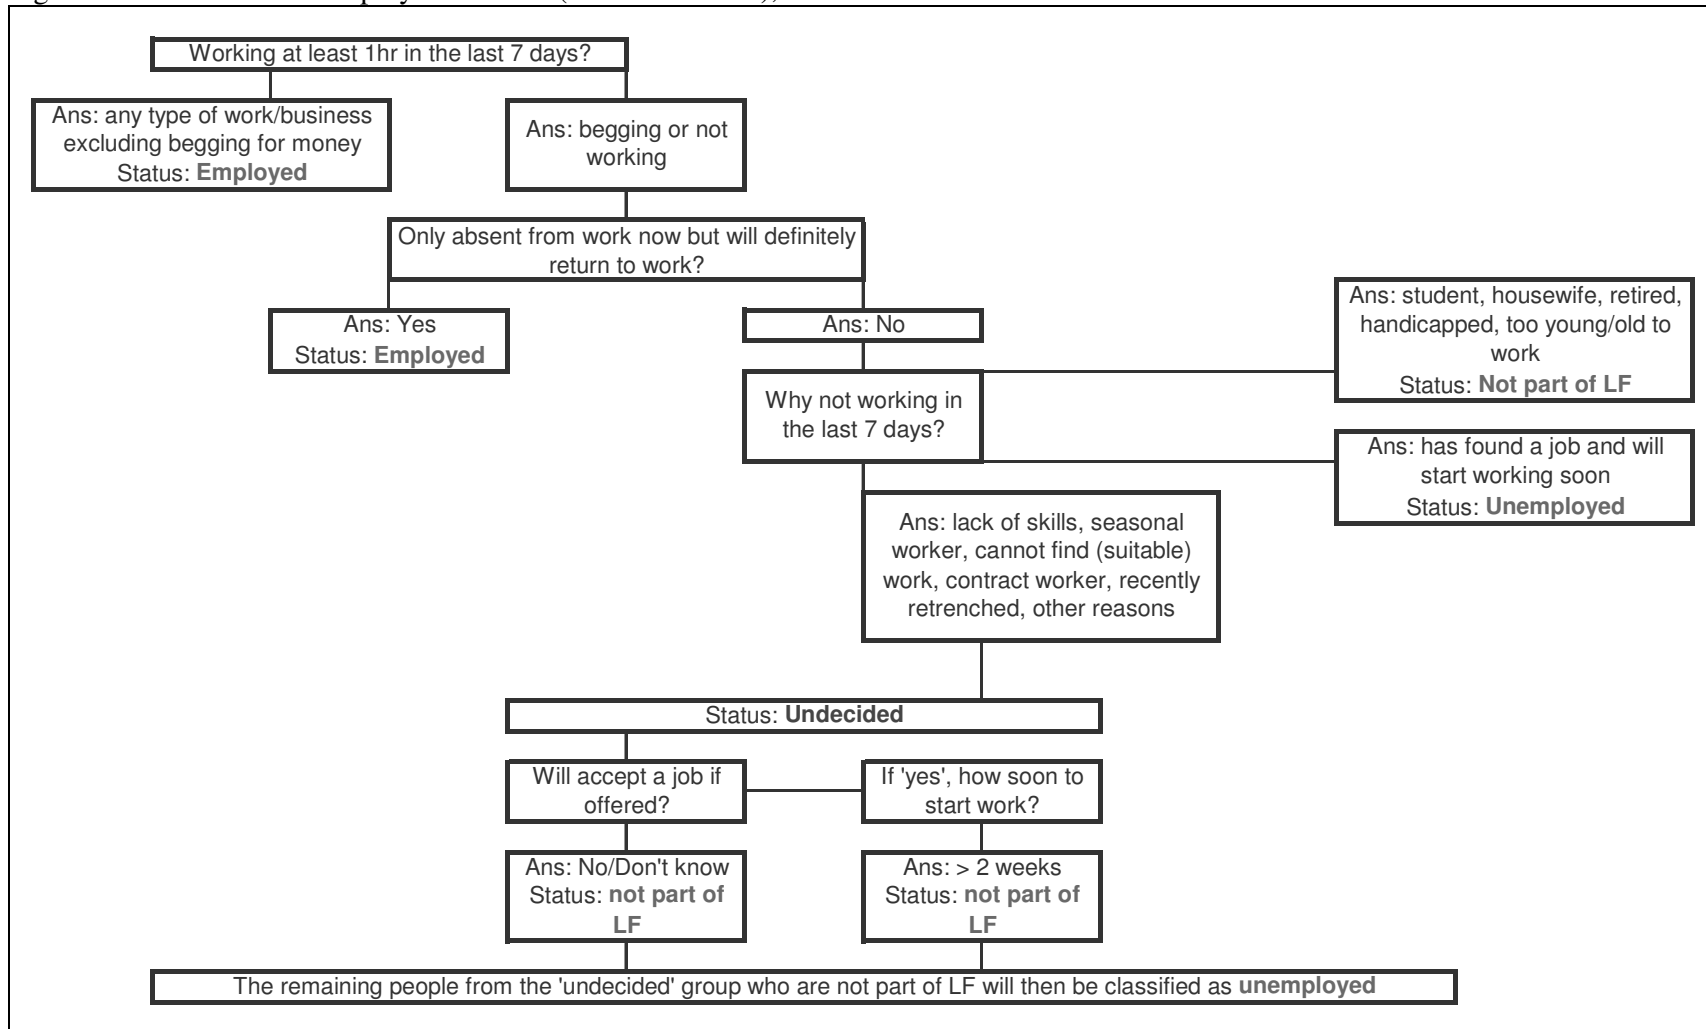 Working at least 1hr in the last 7 days?
Ans: any type of work/business
excluding begging for money
Status: Employed
Ans: begging or not
working
Only absent from work now but will definitely
return to work?
Ans: Yes
Status: Employed
Ans: No
Ans: student, housewife, retired,
handicapped, too young/old to
work
Status: Not part of LF
Why not working in
the last 7 days?
Ans: has found a job and will
start working soon
Status: Unemployed
Ans: lack of skills, seasonal
worker, cannot find (suitable)
work, contract worker, recently
retrenched, other reasons
Status: Undecided
Will accept a job if
offered?
If 'yes', how soon to
start work?
Ans: No/Don't know
Status: not part of
LF
Ans: > 2 weeks
Status: not part of
LF
The remaining people from the 'undecided' group who are not part of LF will then be classified as unemployed